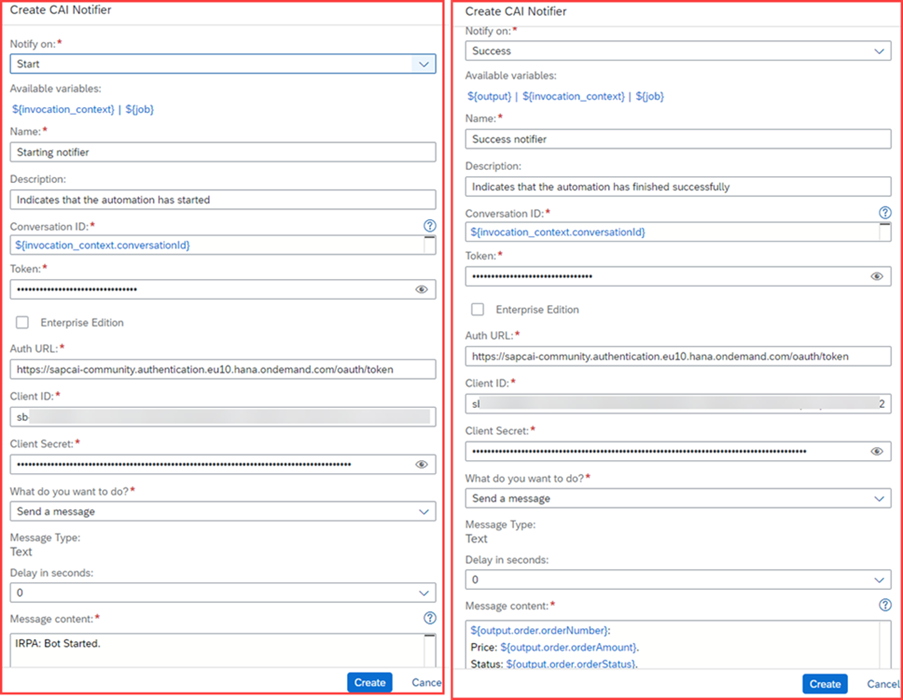 Create CAI Notifier
Notify on:*
Start
Available variables:
${invocation_context} | ${job}
Name:*
Starting notifier
Description:
Indicates that the automation has started
Conversation ID:*
${invocation_context.conversationId}
Token:*
••••••••••••••••••••••••••••••••
Enterprise Edition
Auth URL:*
https://sapcai-community.authentication.eu10.hana.ondemand.com/oauth/token
Client ID:*
sb
Client Secret:*
••••••••••••••••••••••••••••••••••••••••••••••••••••••••••••••••••••••••••••••••••••••••
What do you want to do?*
Send a message
Message Type:
Text
Delay in seconds:
0
Message content:*
IRPA: Bot Started.
Create Cance
Create CAI Notifier
Notify on:*
Success
Available variables:
${output} | ${invocation_context} | ${job}
Name:*
Success notifier
Description:
Indicates that the automation has finished successfully
Conversation ID:*
${invocation_context.conversationId}
Token:*
••••••••••••••••••••••••••••••••
Enterprise Edition
Auth URL:*
https://sapcai-community.authentication.eu10.hana.ondemand.com/oauth/token
Client ID:*
2
Client Secret:*
••••••••••••••••••••••••••••••••••••••••••••••••••••••••••••••••••••••••••••••••••••••••
What do you want to do?*
Send a message
Message Type:
Text
Delay in seconds:
0
Message content:*
${output.order.orderNumber}:
Price: ${output.order.orderAmount}.
Status: ${output.order.orderStatus}.
Create Cancel